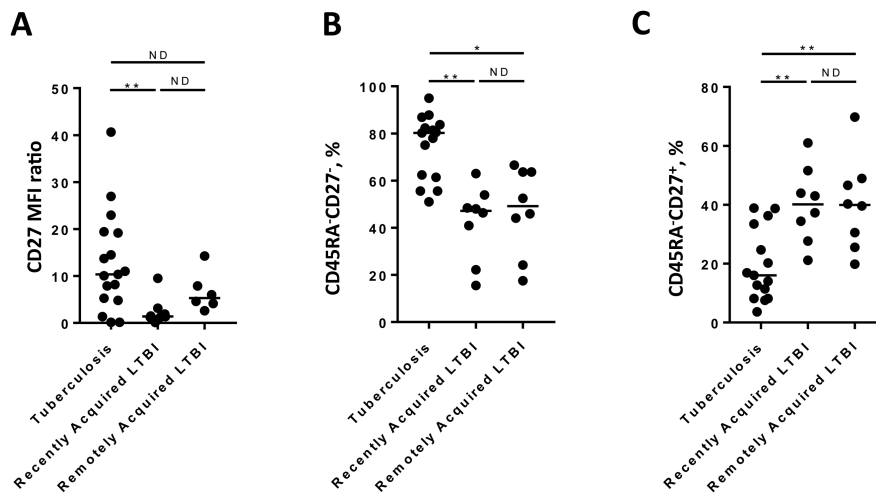 A
ND
** ND
CD27 MFI ratio
50
40
30
20
10
0
Tuberculosis
Recently Acquired LTBI
Remotely Acquired LTBI
B
*
** ND
CD45RA-CD27-, %
100
80
60
40
20
0
Tuberculosis
Recently Acquired LTBI
Remotely Acquired LTBI
C
**
** ND
CD45RA-CD27+, %
80
60
40
20
0
Tuberculosis
Recently Acquired LTBI
Remotely Acquired LTBI